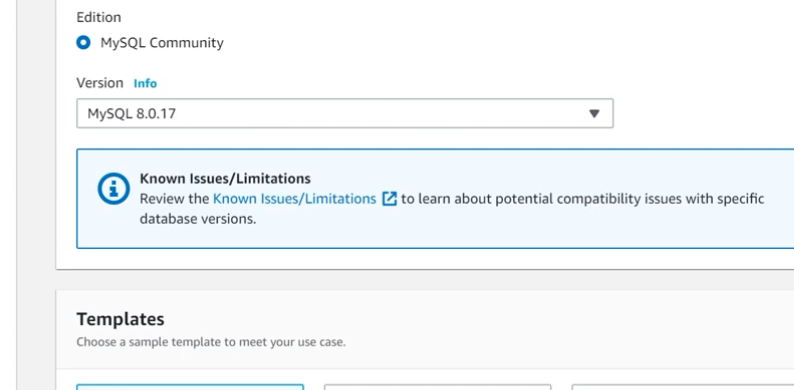 Edition
MySQL Community
Version Info
MySQL 8.0.17
Known Issues/Limitations
Review the Known Issues/Limitations to learn about potential compatibility issues with specific
database versions.
Templates
Choose a sample template to meet your use case.